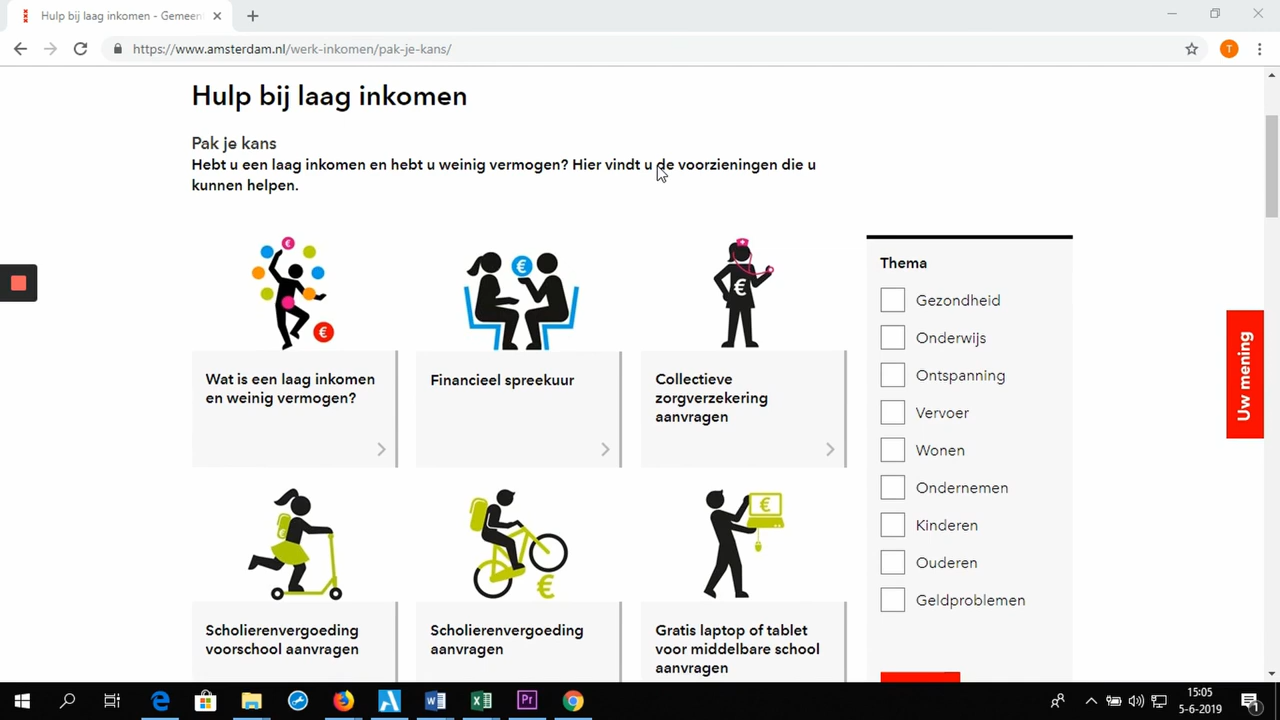 Hulp bij laag inkomen - Gemeent
https://www.amsterdam.nl/werk-inkomen/pak-je-kans/
T
Hulp bij laag inkomen
Pak je kans
Hebt u een laag inkomen en hebt u weinig vermogen? Hier vindt u de voorzieningen die u
kunnen helpen.
Wat is een laag inkomen
en weinig vermogen?
Financieel spreekuur
Collectieve
zorgverzekering
aanvragen
Scholierenvergoeding
voorschool aanvragen
Scholierenvergoeding
aanvragen
Gratis laptop of tablet
voor middelbare school
aanvragen
Thema
Gezondheid
Onderwijs
Ontspanning
Vervoer
Wonen
Ondernemen
Kinderen
Ouderen
Geldproblemen
Uw mening
15:05
5-6-2019